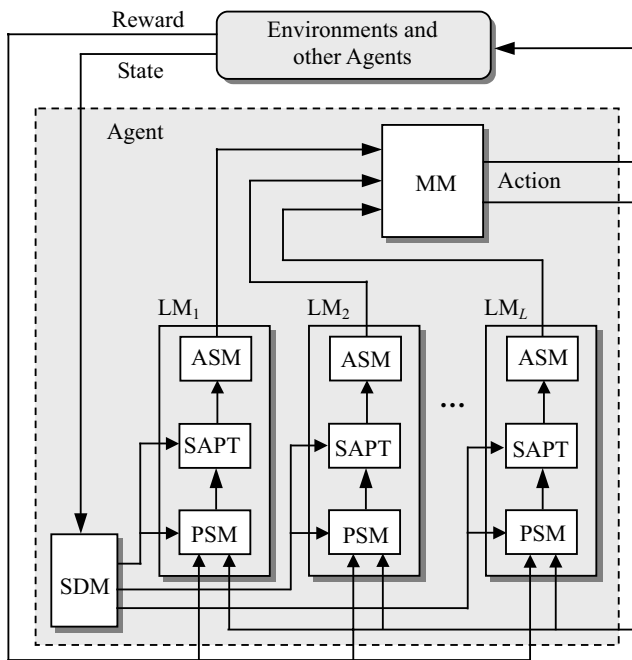 Reward
Environments and
other Agents
State
Agent
MM
Action
LM₁
LM₂
LM_L
ASM
ASM
ASM
...
SAPT
SAPT
SAPT
PSM
PSM
PSM
SDM